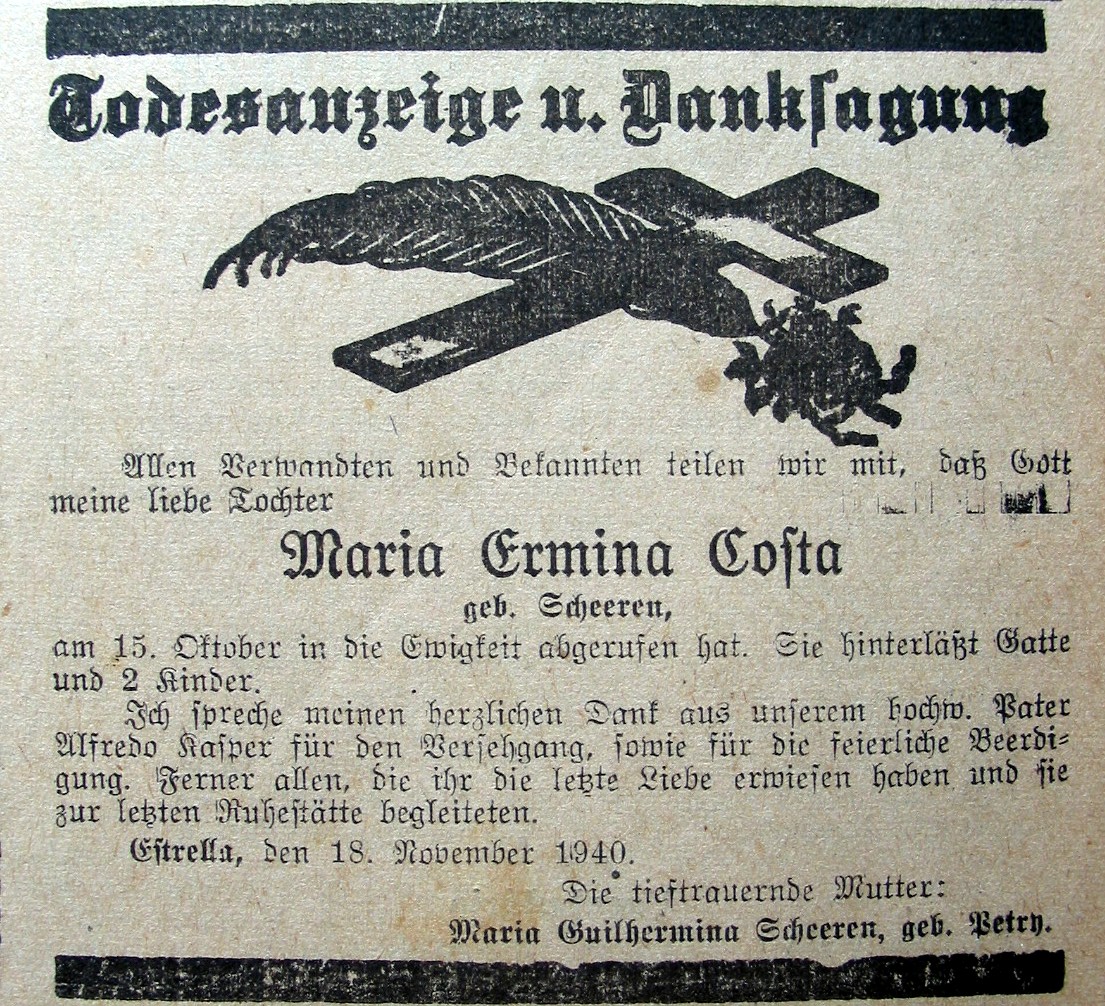 Todesanzeige u. Dankſagung
Allen Verwandten und Bekannten teilen wir mit, daß Gott
meine liebe Tochter
Maria Ermina Coſta
geb. Scheeren,
am 15. Oktober in die Ewigkeit abgerufen hat. Sie hinterläßt Gatte
und 2 Kinder.
Ich ſpreche meinen herzlichen Dank aus unſerem hochw. Pater
Alfredo Kaſper für den Verſehgang, ſowie für die feierliche Beerdi⸗
gung. Ferner allen, die ihr die letzte Liebe erwieſen haben und ſie
zur letzten Ruheſtätte begleiteten.
Eſtrella, den 18. November 1940.
Die tieftrauernde Mutter:
Maria Guilhermina Scheeren, geb. Petry.